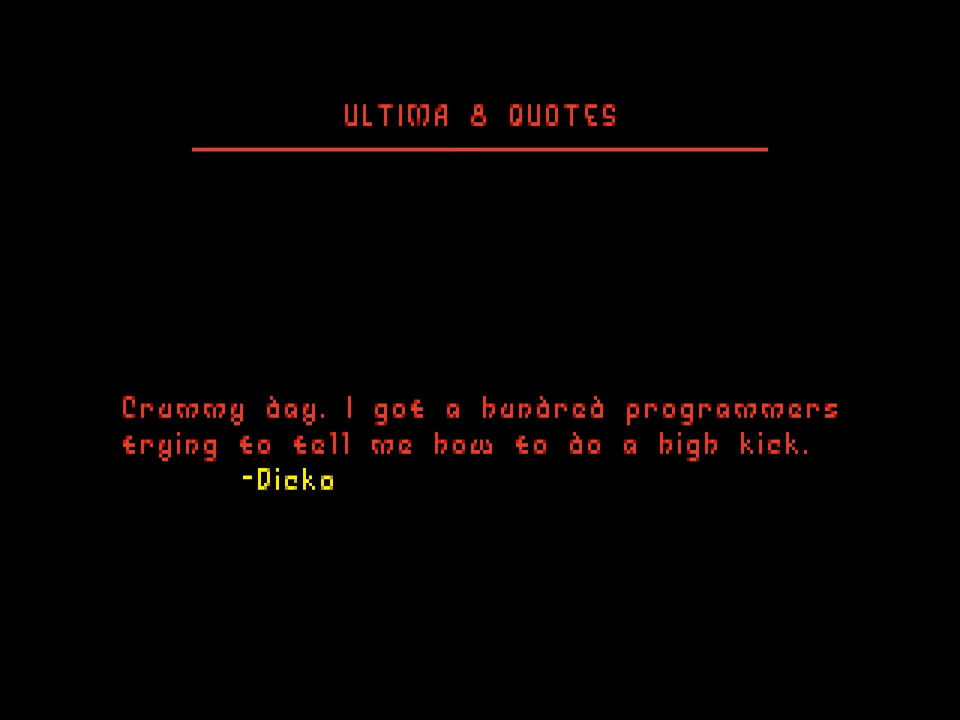 ULTIMA 8 QUOTES
Crummy day. I got a hundred programmers
trying to tell me how to do a high kick.
-Dicko